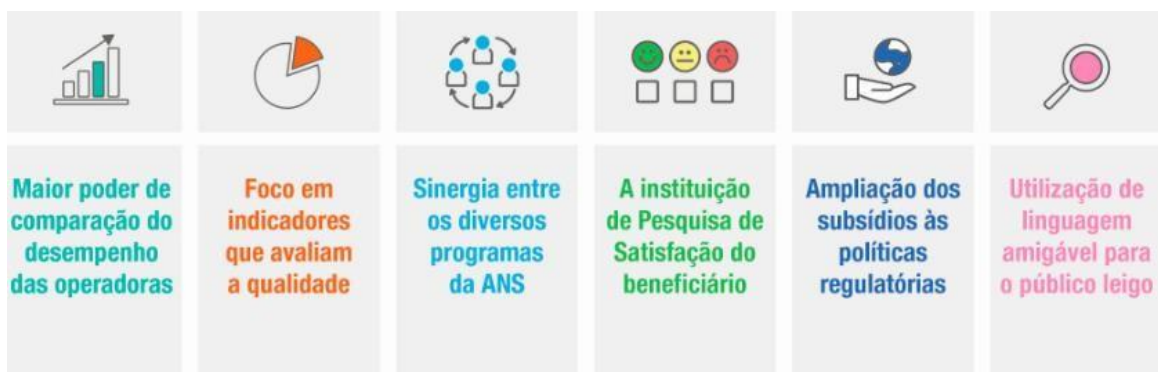 Maior poder de
comparação do
desempenho
das operadoras
Foco em
indicadores
que avaliam
a qualidade
Sinergia entre
os diversos
programas
da ANS
A instituição
de Pesquisa de
Satisfação do
beneficiário
Ampliação dos
subsídios às
políticas
regulatórias
Utilização de
linguagem
amigável para
o público leigo